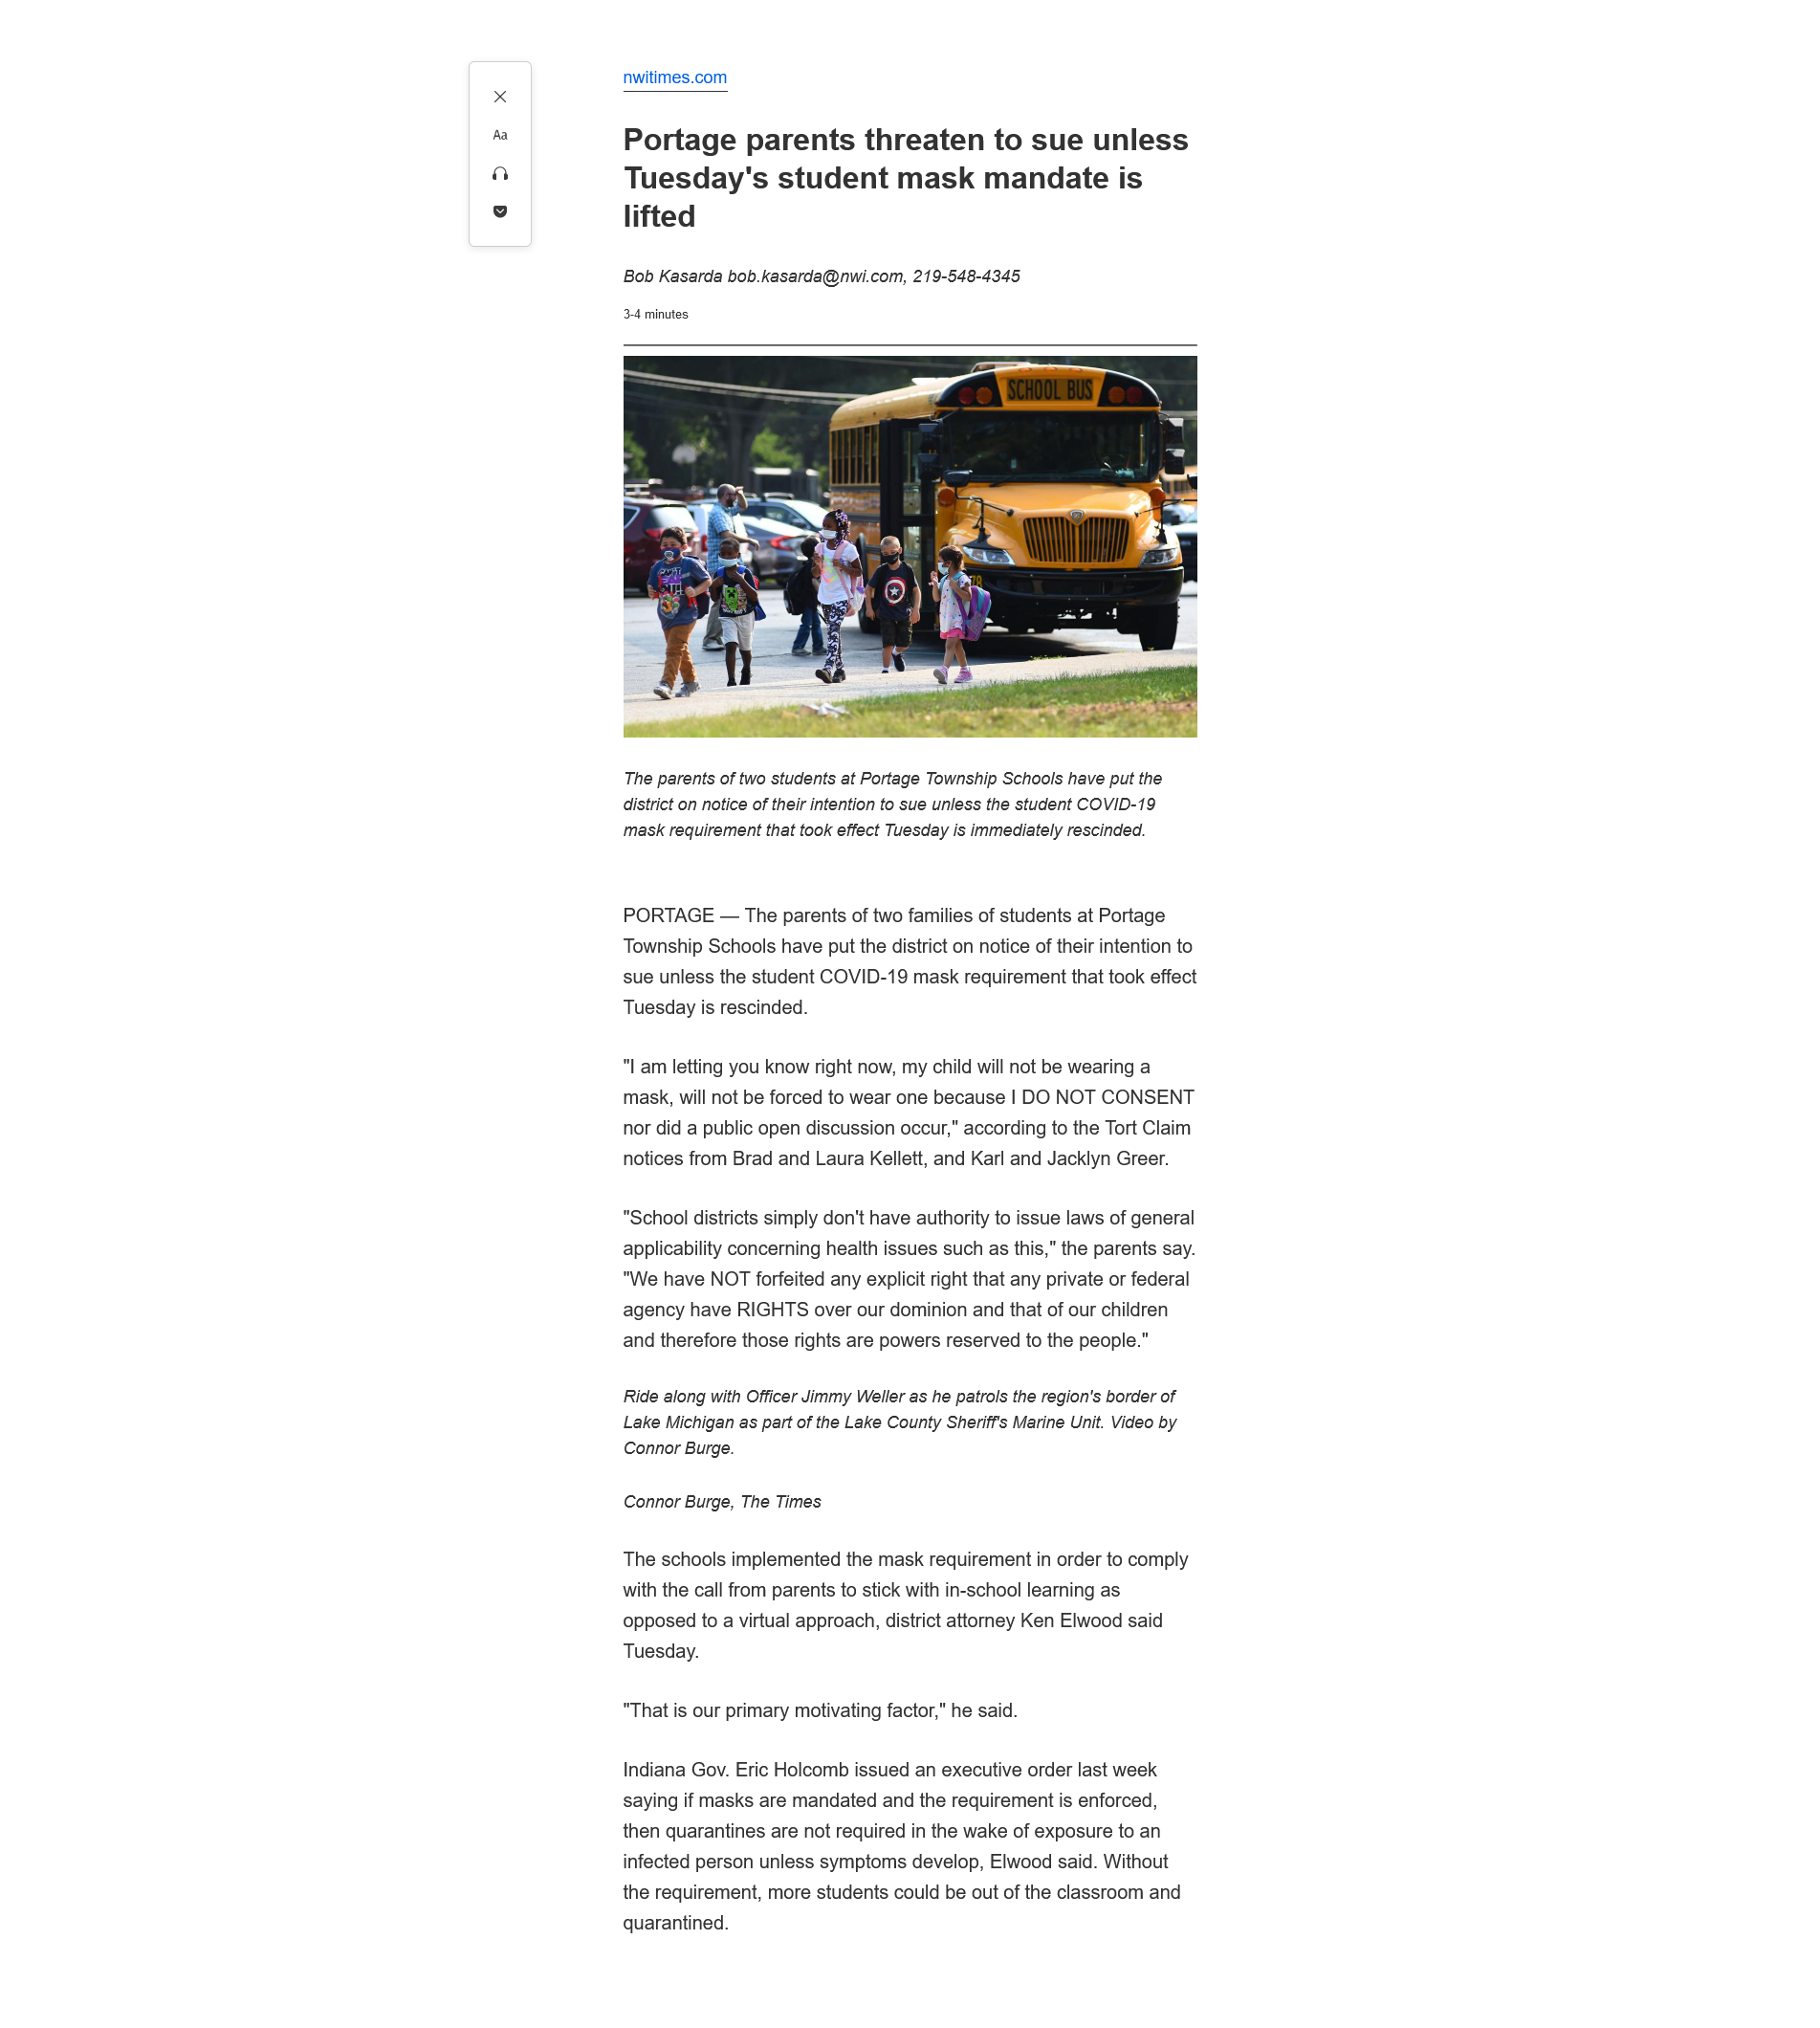 nwitimes.com
Portage parents threaten to sue unless
Tuesday's student mask mandate is
lifted
Aa
Bob Kasarda bob.kasarda@nwi.com, 219-548-4345
3-4 minutes
SCHOOL BUS
78
The parents of two students at Portage Township Schools have put the
district on notice of their intention to sue unless the student COVID-19
mask requirement that took effect Tuesday is immediately rescinded.
PORTAGE — The parents of two families of students at Portage
Township Schools have put the district on notice of their intention to
sue unless the student COVID-19 mask requirement that took effect
Tuesday is rescinded.
"I am letting you know right now, my child will not be wearing a
mask, will not be forced to wear one because I DO NOT CONSENT
nor did a public open discussion occur," according to the Tort Claim
notices from Brad and Laura Kellett, and Karl and Jacklyn Greer.
"School districts simply don't have authority to issue laws of general
applicability concerning health issues such as this," the parents say.
"We have NOT forfeited any explicit right that any private or federal
agency have RIGHTS over our dominion and that of our children
and therefore those rights are powers reserved to the people."
Ride along with Officer Jimmy Weller as he patrols the region's border of
Lake Michigan as part of the Lake County Sheriff's Marine Unit. Video by
Connor Burge.
Connor Burge, The Times
The schools implemented the mask requirement in order to comply
with the call from parents to stick with in-school learning as
opposed to a virtual approach, district attorney Ken Elwood said
Tuesday.
"That is our primary motivating factor," he said.
Indiana Gov. Eric Holcomb issued an executive order last week
saying if masks are mandated and the requirement is enforced,
then quarantines are not required in the wake of exposure to an
infected person unless symptoms develop, Elwood said. Without
the requirement, more students could be out of the classroom and
quarantined.